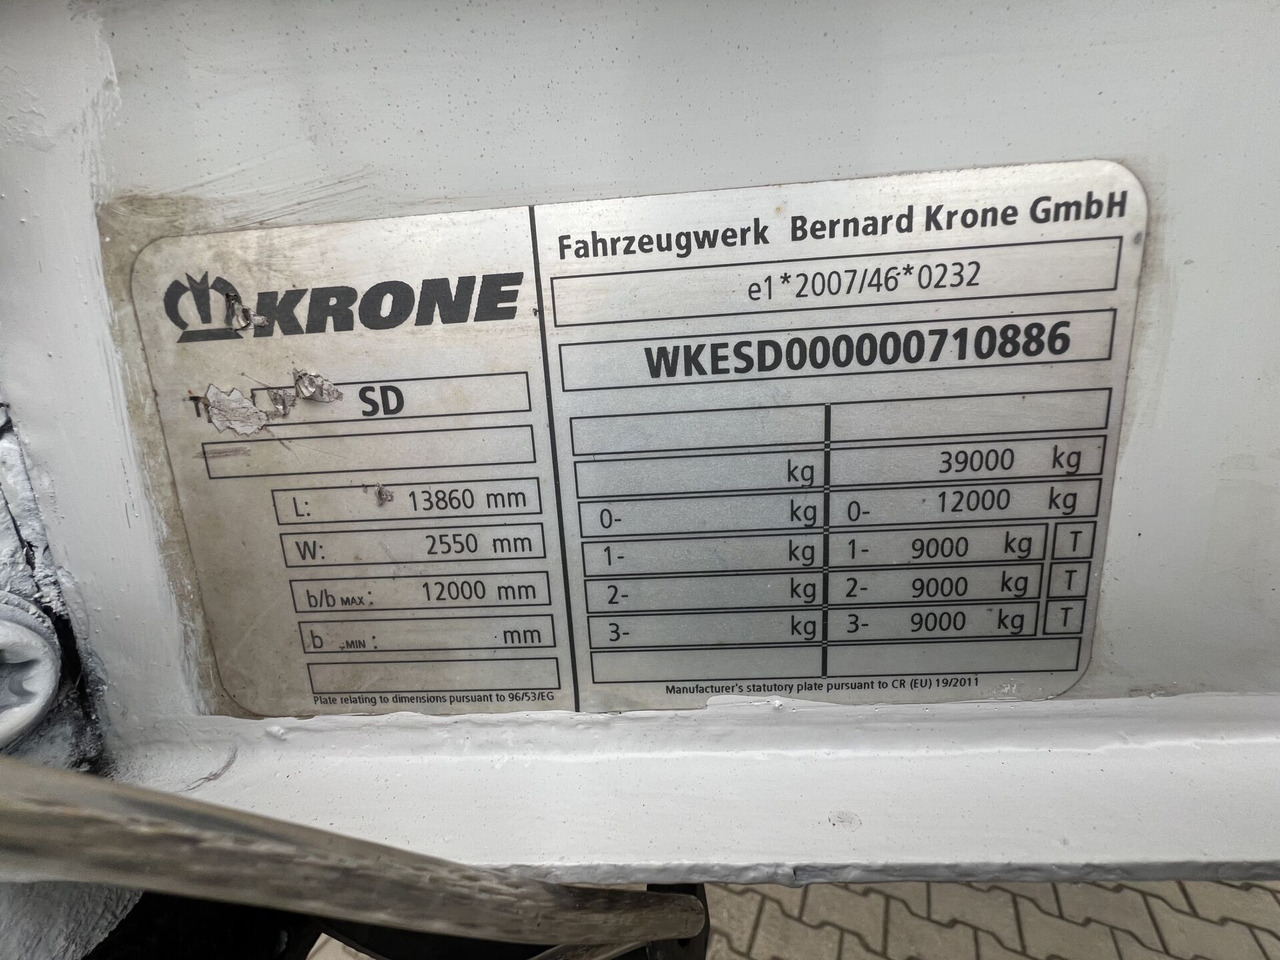 KRONE
SD
L: 13860 mm
W: 2550 mm
b/b MAX: 12000 mm
b MIN: mm
Plate relating to dimensions pursuant to 96/53/EG
Fahrzeugwerk Bernard Krone GmbH
e1*2007/46*0232
WKESD000000710886
kg 39000 kg
0- kg 0- 12000 kg
1- kg 1- 9000 kg T
2- kg 2- 9000 kg T
3- kg 3- 9000 kg T
Manufacturer's statutory plate pursuant to CR (EU) 19/2011